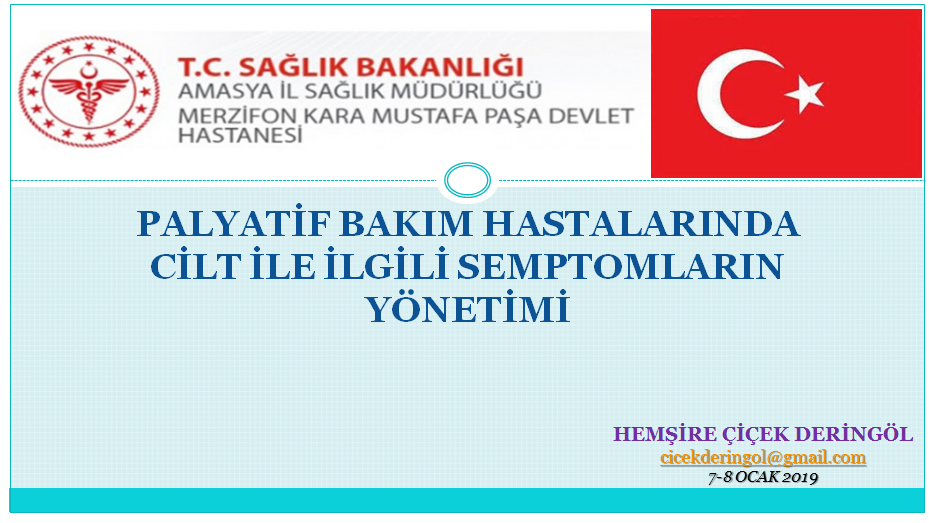 T.C. SAĞLIK BAKANLIĞI
AMASYA İL SAĞLIK MÜDÜRLÜĞÜ
MERZİFON KARA MUSTAFA PAŞA DEVLET
HASTANESİ
PALYATİF BAKIM HASTALARINDA
CİLT İLE İLGİLİ SEMPTOMLARIN
YÖNETİMİ
HEMŞİRE ÇİÇEK DERİNGÖL
cicekderingol@gmail.com
7-8 OCAK 2019